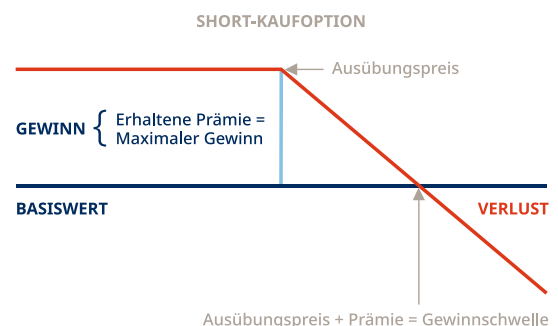 SHORT-KAUFOPTION
Ausübungspreis
GEWINN { Erhaltene Prämie =
Maximaler Gewinn
BASISWERT
VERLUST
Ausübungspreis + Prämie = Gewinnschwelle